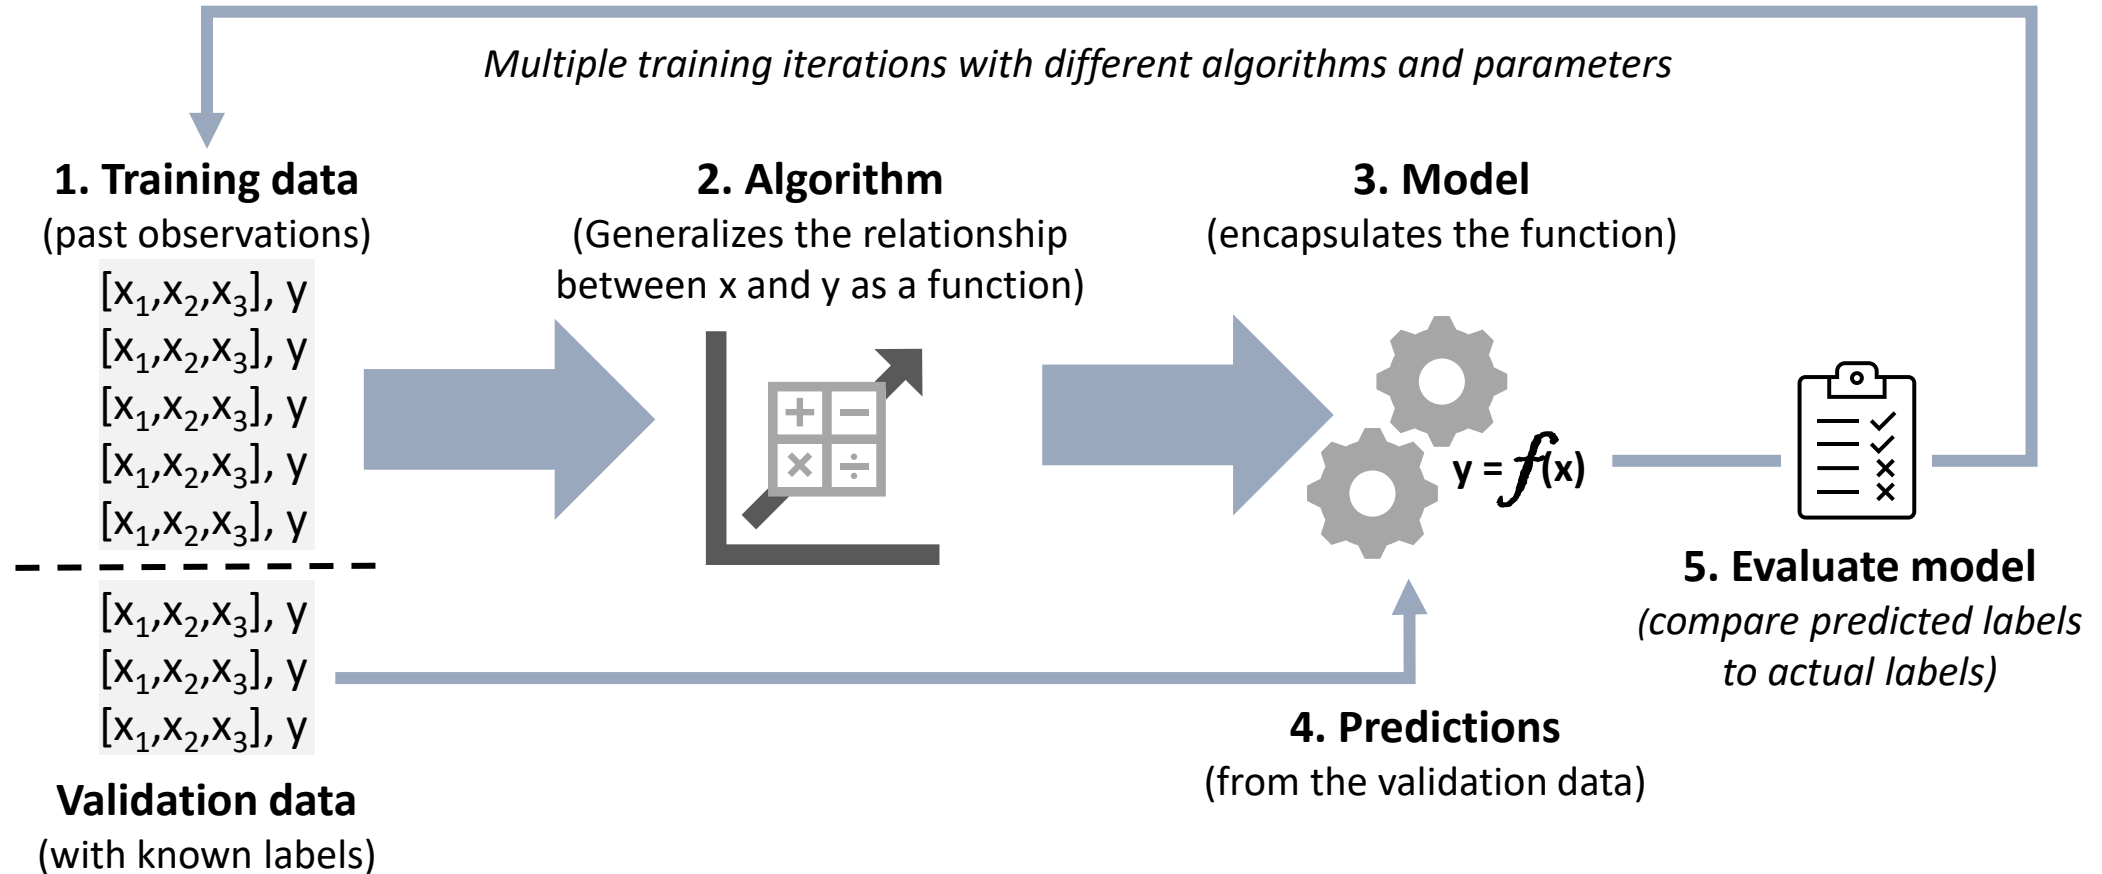 Multiple training iterations with different algorithms and parameters
1. Training data
(past observations)
[x₁,x₂,x₃], y
[x₁,x₂,x₃], y
[x₁,x₂,x₃], y
[x₁,x₂,x₃], y
[x₁,x₂,x₃], y
[x₁,x₂,x₃], y
[x₁,x₂,x₃], y
[x₁,x₂,x₃], y
Validation data
(with known labels)
2. Algorithm
(Generalizes the relationship
between x and y as a function)
3. Model
(encapsulates the function)
y = f(x)
4. Predictions
(from the validation data)
5. Evaluate model
(compare predicted labels
to actual labels)